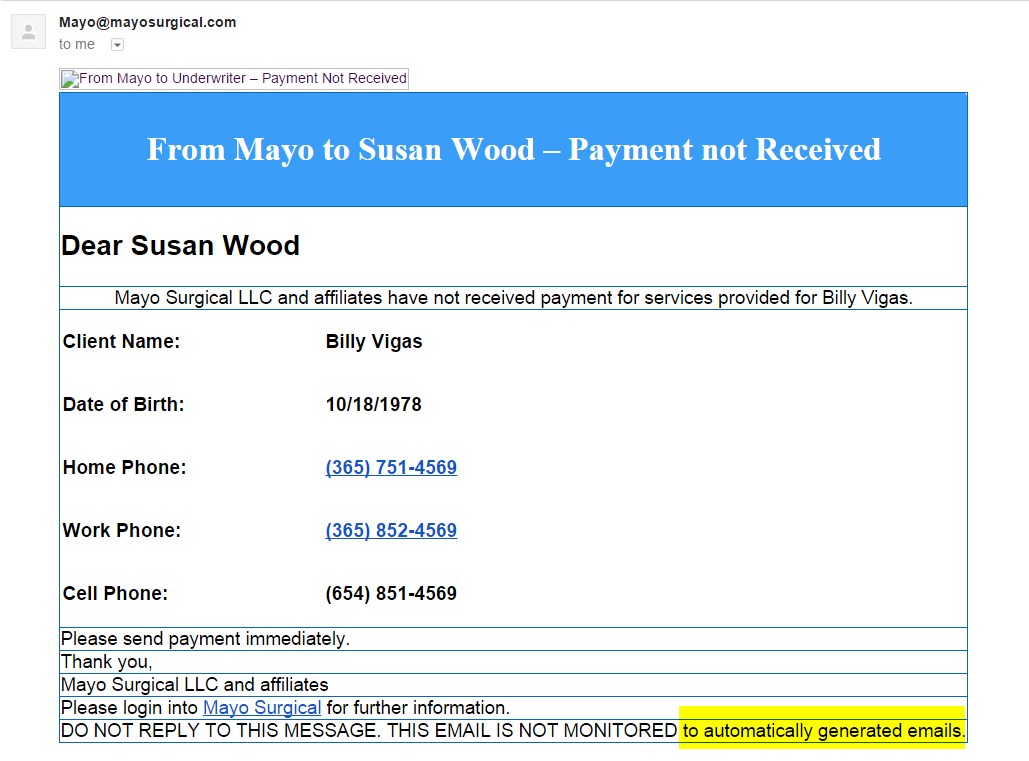 Mayo@mayosurgical.com
to me
From Mayo to Underwriter – Payment Not Received
From Mayo to Susan Wood – Payment not Received
Dear Susan Wood
Mayo Surgical LLC and affiliates have not received payment for services provided for Billy Vigas.
Client Name: Billy Vigas
Date of Birth: 10/18/1978
Home Phone: (365) 751-4569
Work Phone: (365) 852-4569
Cell Phone: (654) 851-4569
Please send payment immediately.
Thank you,
Mayo Surgical LLC and affiliates
Please login into Mayo Surgical for further information.
DO NOT REPLY TO THIS MESSAGE. THIS EMAIL IS NOT MONITORED to automatically generated emails.